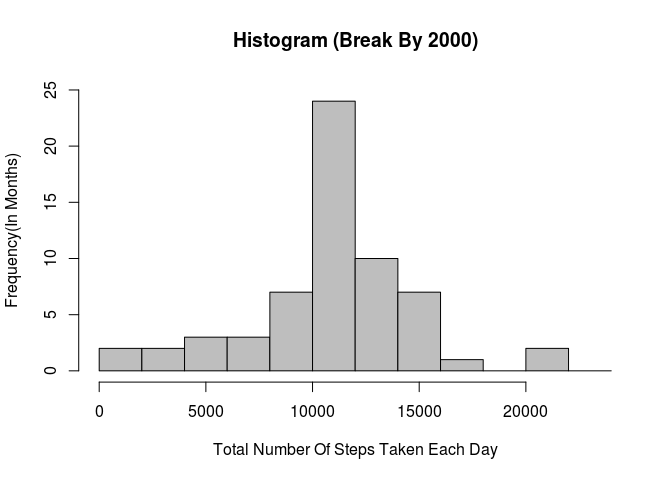 Histogram (Break By 2000)
Frequency(In Months)
25
20
15
10
5
0
0 5000 10000 15000 20000
Total Number Of Steps Taken Each Day